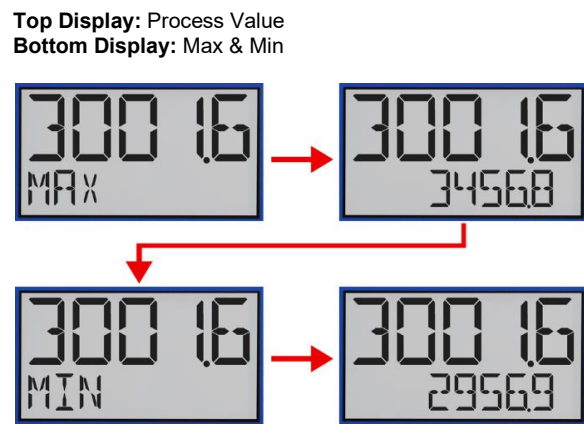 Top Display: Process Value
Bottom Display: Max & Min
3001.6
MAX
3001.6
3456.8
3001.6
MIN
3001.6
2956.9